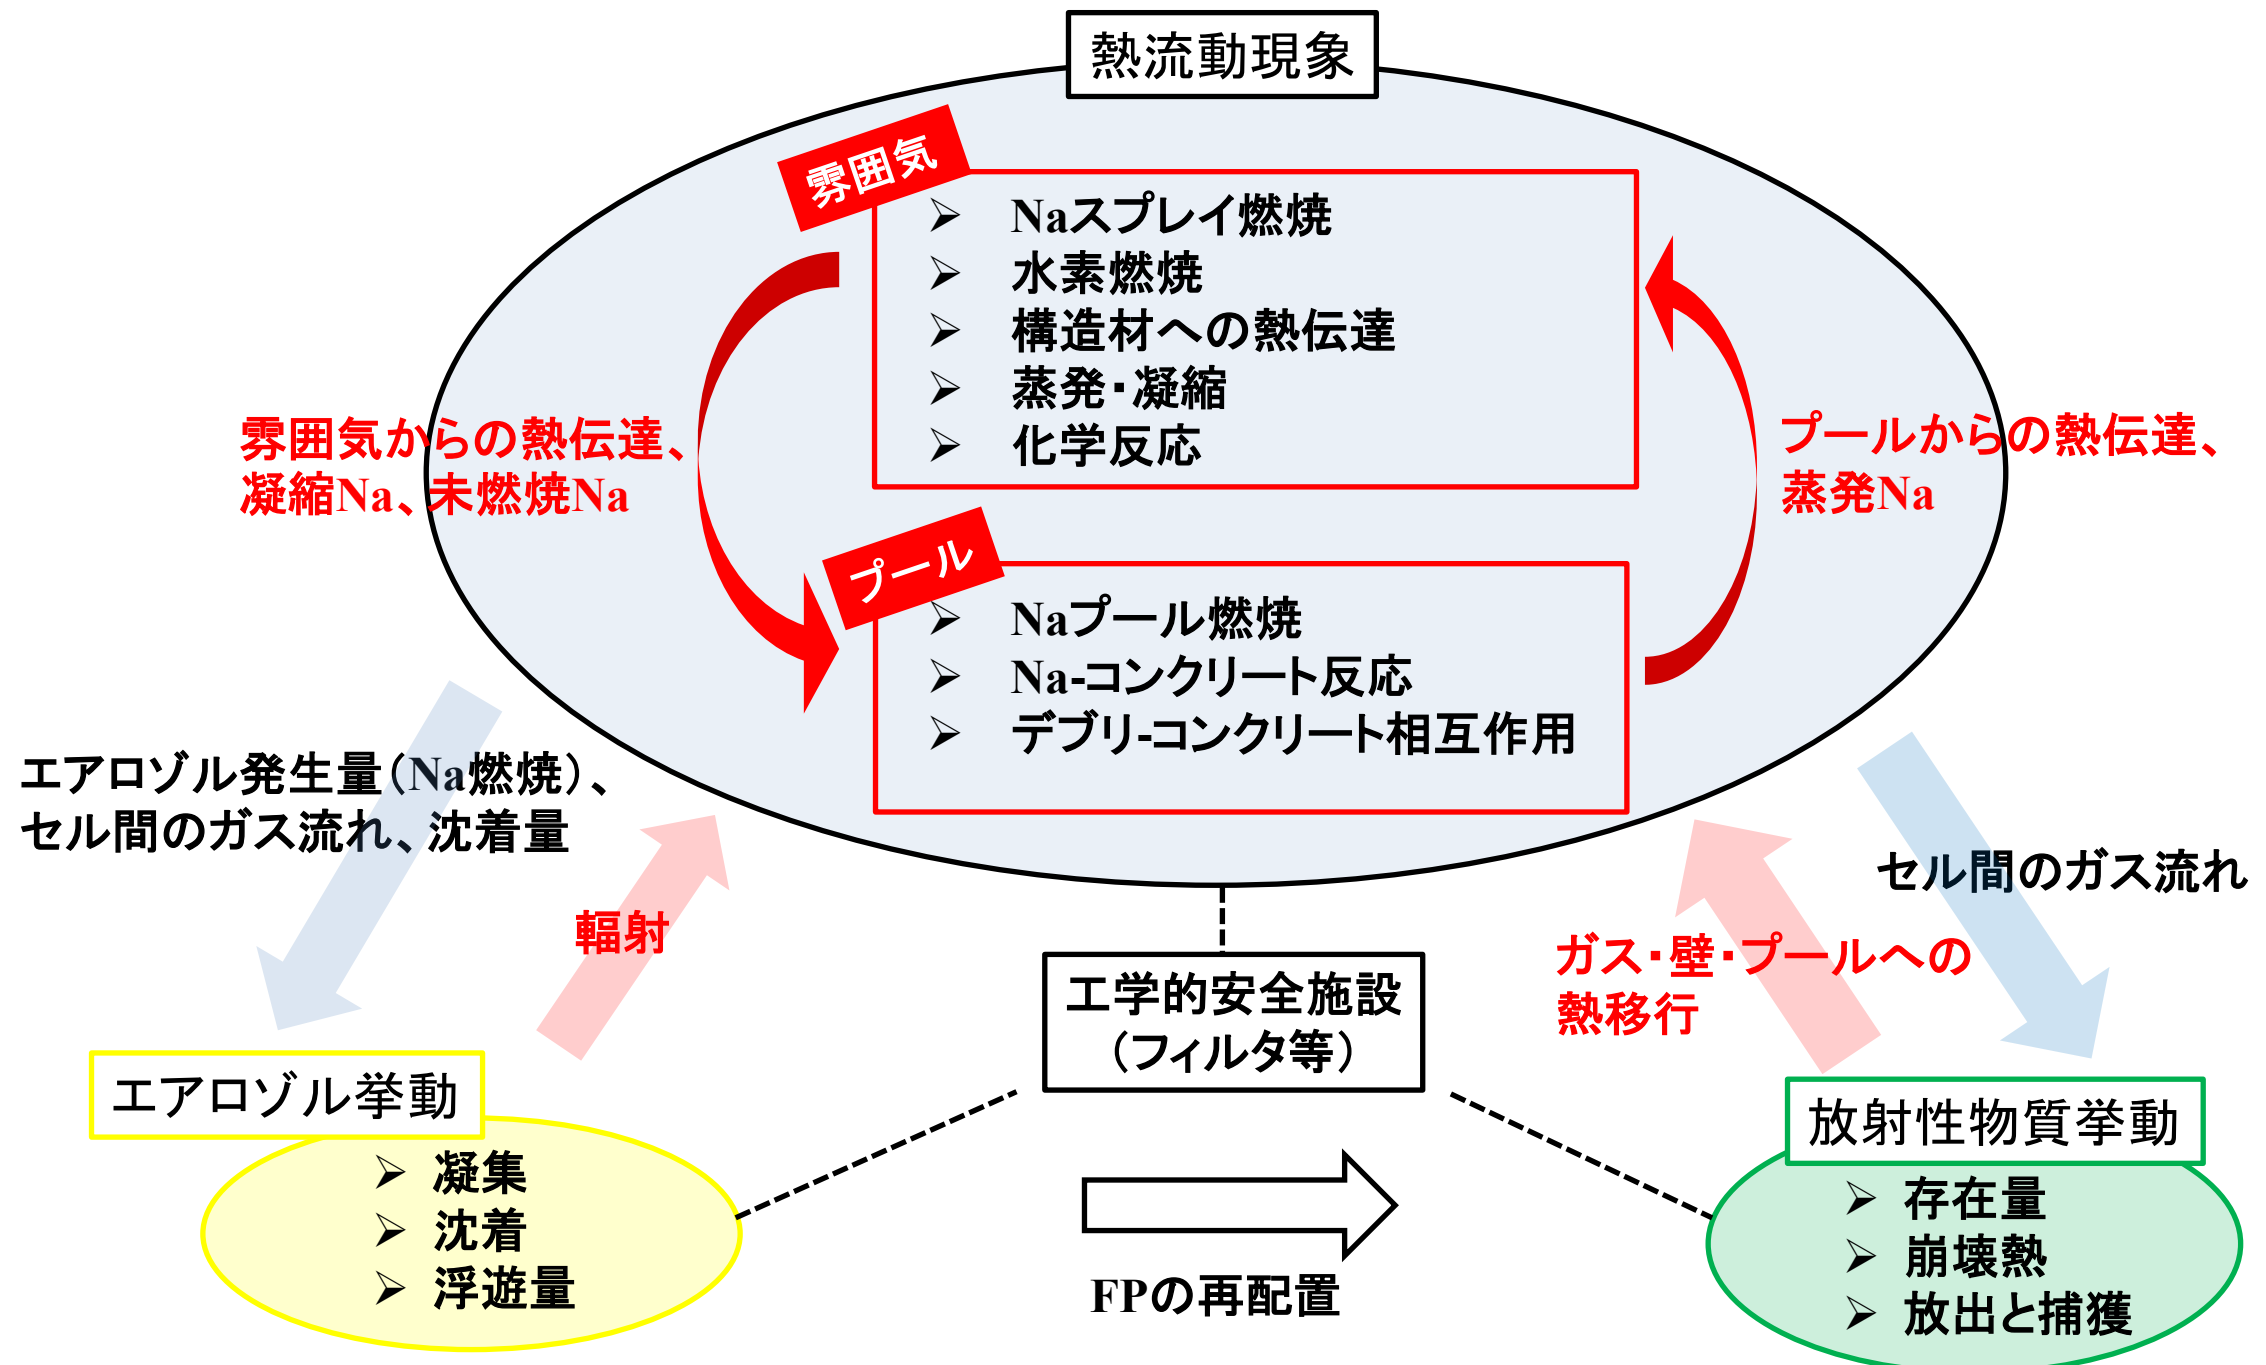 熱流動現象
雰囲気
Naスプレイ燃焼
水素燃焼
構造材への熱伝達
蒸発・凝縮
化学反応
雰囲気からの熱伝達、
凝縮Na、未燃焼Na
プールからの熱伝達、
蒸発Na
プール
Naプール燃焼
Na-コンクリート反応
デブリ-コンクリート相互作用
エアロゾル発生量（Na燃焼）、
セル間のガス流れ、沈着量
輻射
セル間のガス流れ
ガス・壁・プールへの
熱移行
工学的安全施設
（フィルタ等）
エアロゾル挙動
凝集
沈着
浮遊量
FPの再配置
放射性物質挙動
存在量
崩壊熱
放出と捕獲